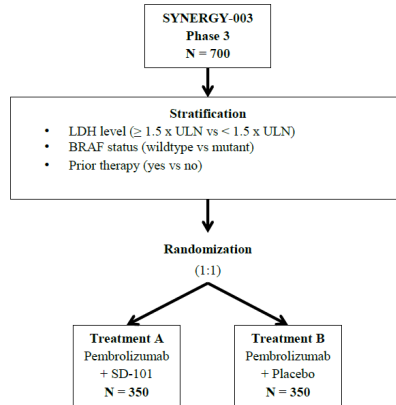 SYNERGY-003
Phase 3
N = 700
Stratification
• LDH level (≥ 1.5 x ULN vs < 1.5 x ULN)
• BRAF status (wildtype vs mutant)
• Prior therapy (yes vs no)
Randomization
(1:1)
Treatment A
Pembrolizumab
+ SD-101
N = 350
Treatment B
Pembrolizumab
+ Placebo
N = 350